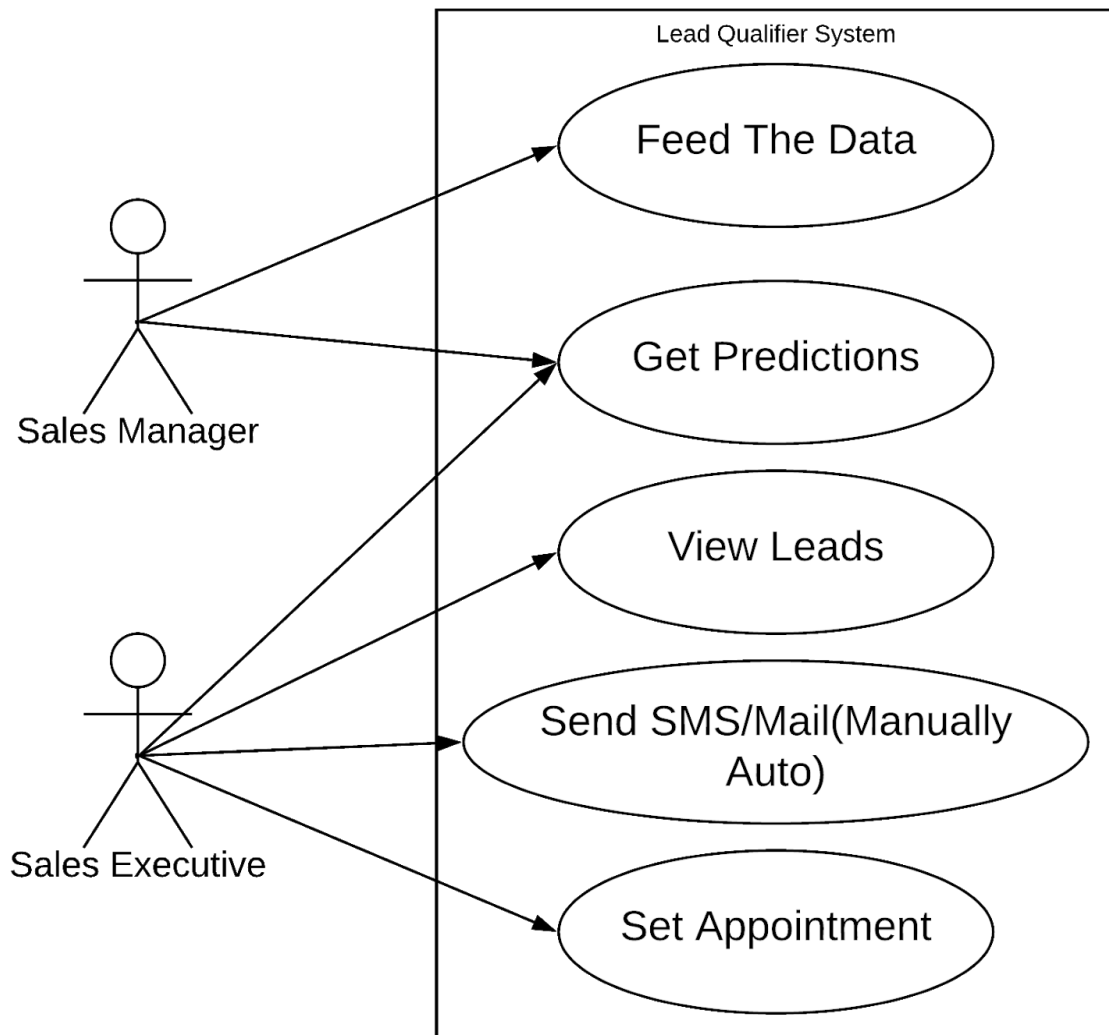 Lead Qualifier System
Feed The Data
Get Predictions
Sales Manager
View Leads
Send SMS/Mail(Manually
Auto)
Sales Executive
Set Appointment